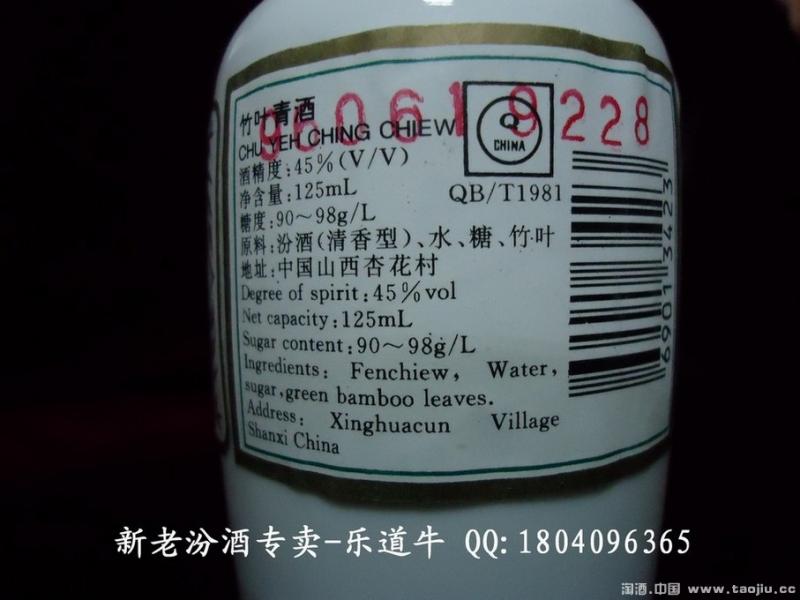 960619228
竹叶青酒
CHU YEH CHING CHIEW
Q
CHINA
酒精度:45%(V/V)
净含量:125mL
QB/T1981
糖度:90~98g/L
原料:汾酒(清香型)、水、糖、竹叶
地址:中国山西杏花村
Degree of spirit:45%vol
Net capacity:125mL
Sugar content:90~98g/L
Ingredients: Fenchiew, Water,
sugar,green bamboo leaves.
Address: Xinghuacun Village
Shanxi China
69013423
新老汾酒专卖-乐道牛 QQ:1804096365
淘酒.中国 www.taojiu.cc